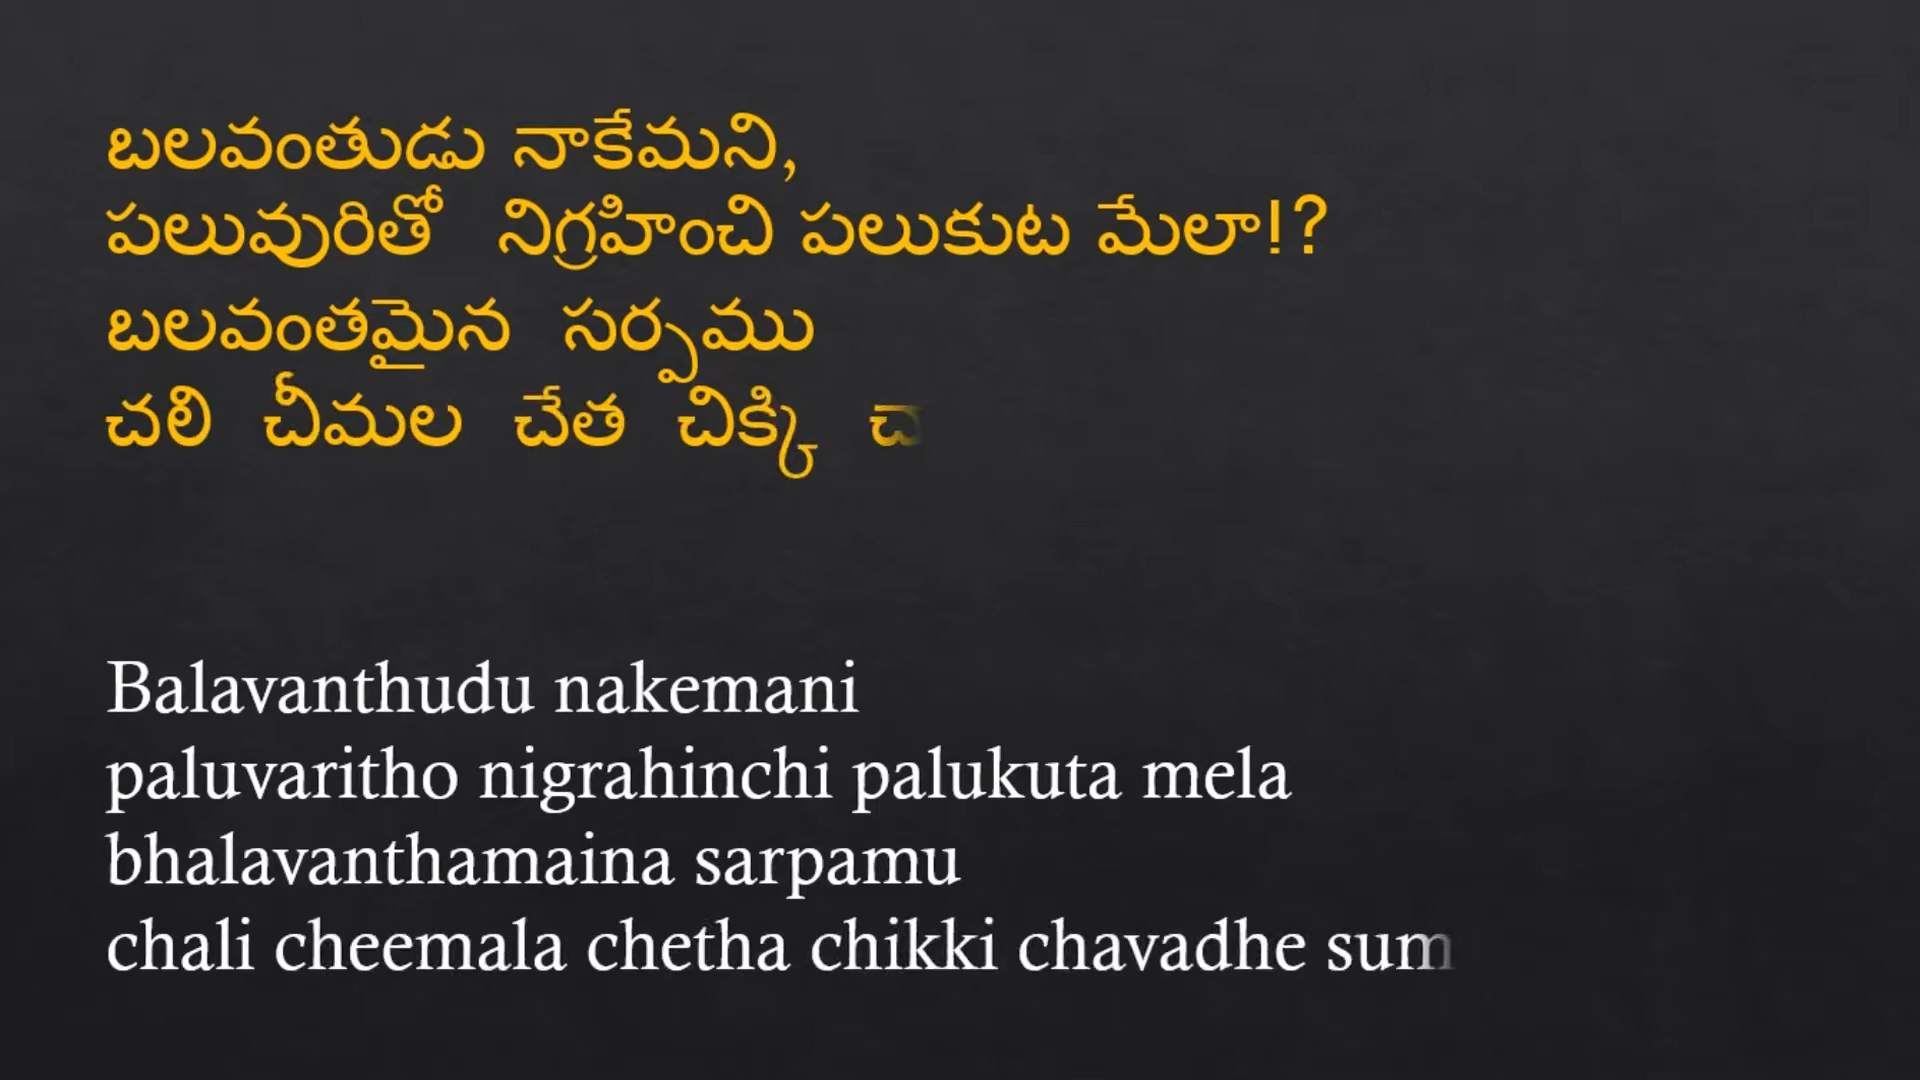 బలవంతుడు నాకేమని,
పలువురితో నిగ్రహించి పలుకుట మేలా!?
బలవంతమైన సర్పము
చలి చీమల చేత చిక్కి
Balavanthudu nakemani
paluvaritho nigrahinchi palukuta mela
bhalavanthamaina sarpamu
chali cheemala chetha chikki chavadhe sum